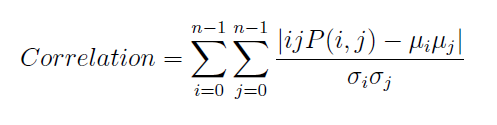 Correlation = \sum_{i=0}^{n-1} \sum_{j=0}^{n-1} \frac{|ijP(i,j) - \mu_i \mu_j|}{\sigma_i \sigma_j}